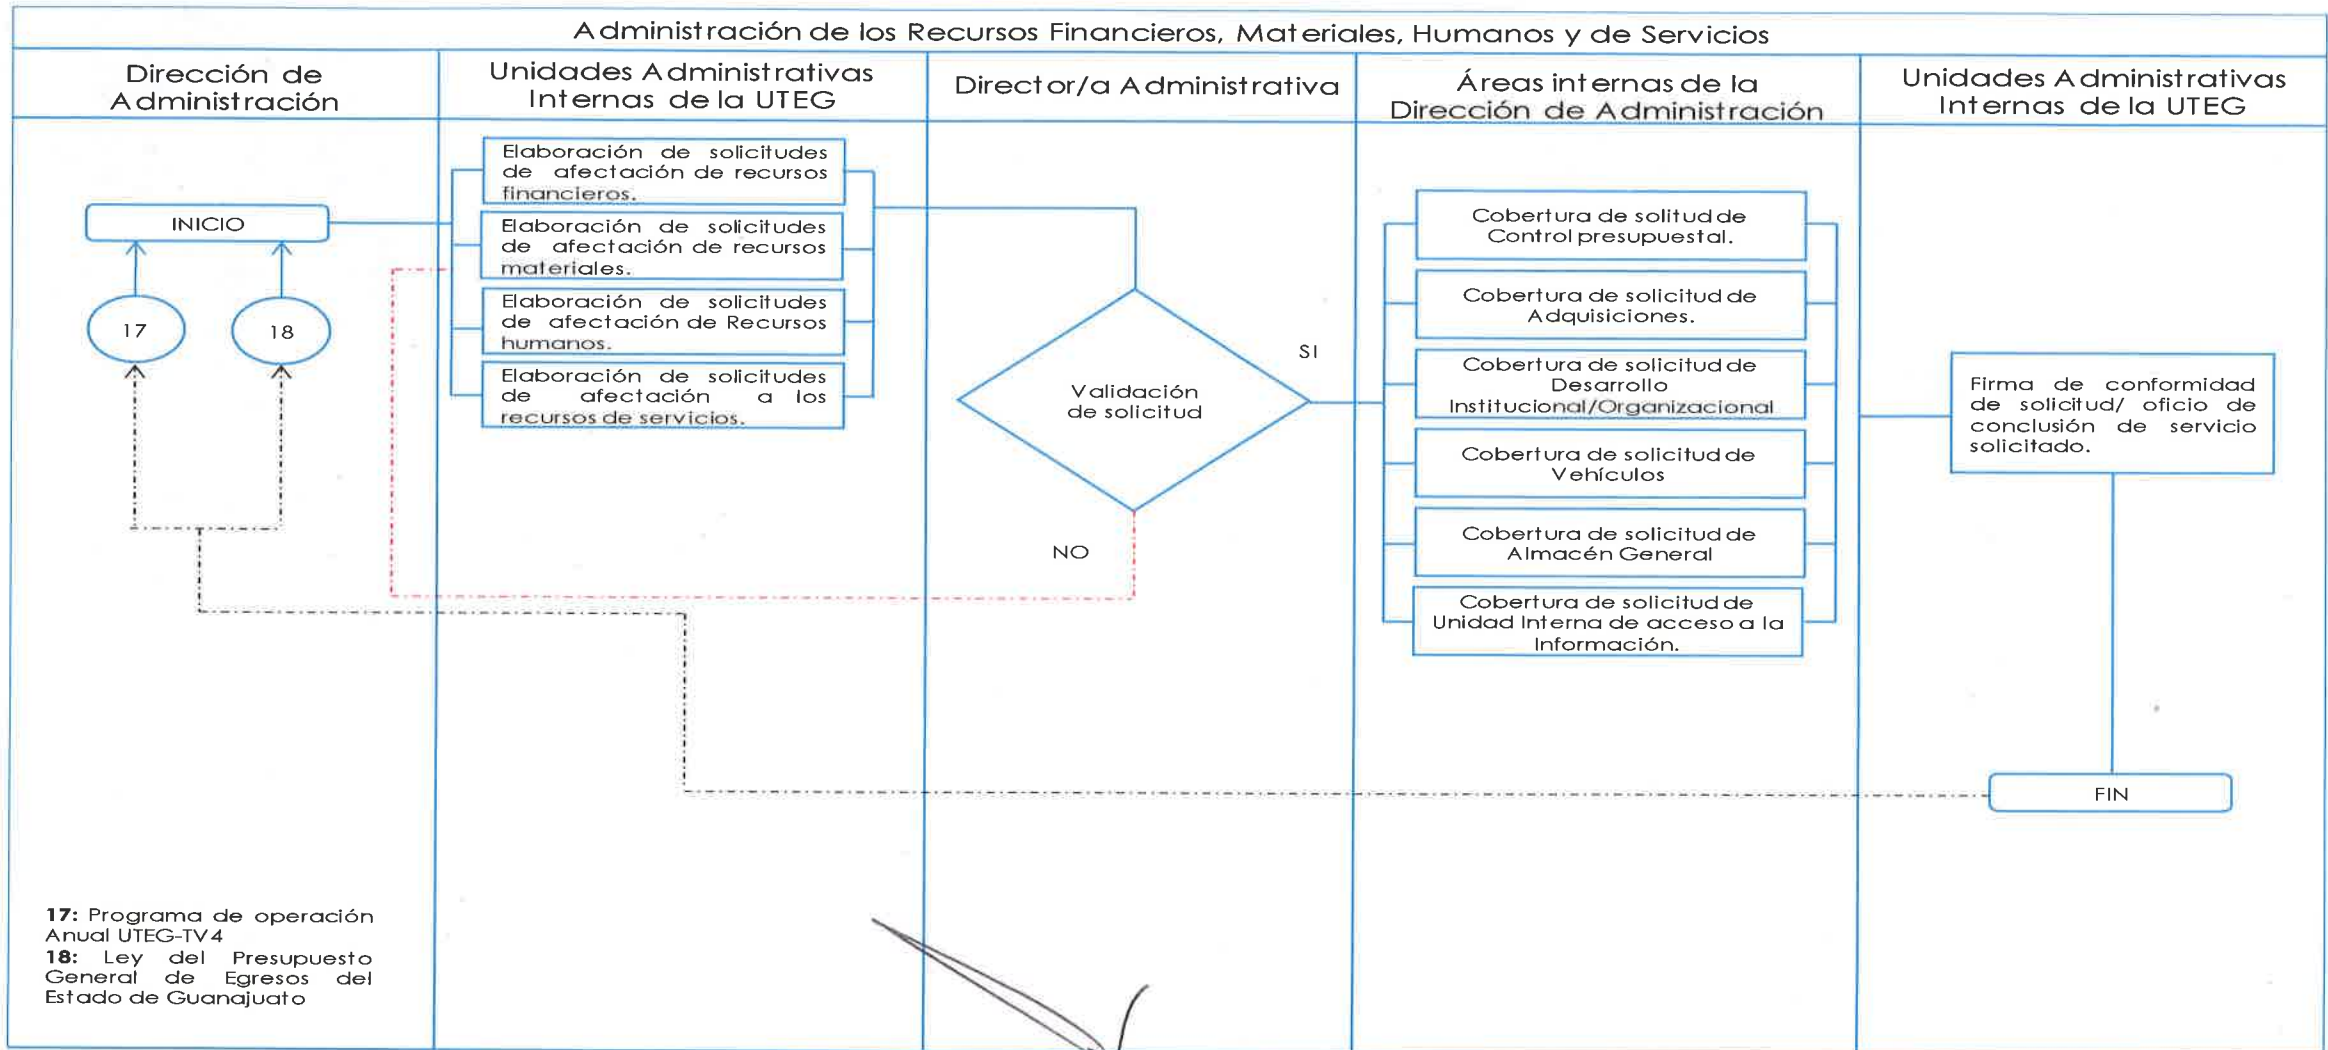 Administración de los Recursos Financieros, Materiales, Humanos y de Servicios
Dirección de
Administración
Unidades Administrativas
Internas de la UTEG
Director/a Administrativa
Áreas internas de la
Dirección de Administración
Unidades Administrativas
Internas de la UTEG
INICIO
17
18
Elaboración de solicitudes
de afectación de recursos
financieros.
Elaboración de solicitudes
de afectación de recursos
materiales.
Elaboración de solicitudes
de afectación de Recursos
humanos.
Elaboración de solicitudes
de afectación a los
recursos de servicios.
Validación
de solicitud
SI
NO
Cobertura de solitud de
Control presupuestal.
Cobertura de solicitud de
Adquisiciones.
Cobertura de solicitud de
Desarrollo
Institucional/Organizacional
Cobertura de solicitud de
Vehículos
Cobertura de solicitud de
Almacén General
Cobertura de solicitud de
Unidad Interna de acceso a la
Información.
Firma de conformidad
de solicitud/ oficio de
conclusión de servicio
solicitado.
FIN
17: Programa de operación
Anual UTEG-TV4
18: Ley del Presupuesto
General de Egresos del
Estado de Guanajuato